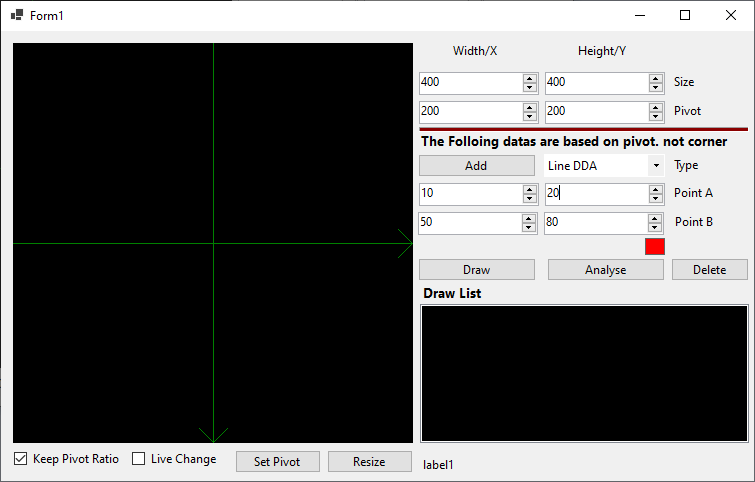 Form1
Width/X Height/Y
400 400 Size
200 200 Pivot
The Folloing datas are based on pivot. not corner
Add Line DDA Type
10 20 Point A
50 80 Point B
Draw Analyse Delete
Draw List
Keep Pivot Ratio Live Change Set Pivot Resize label1